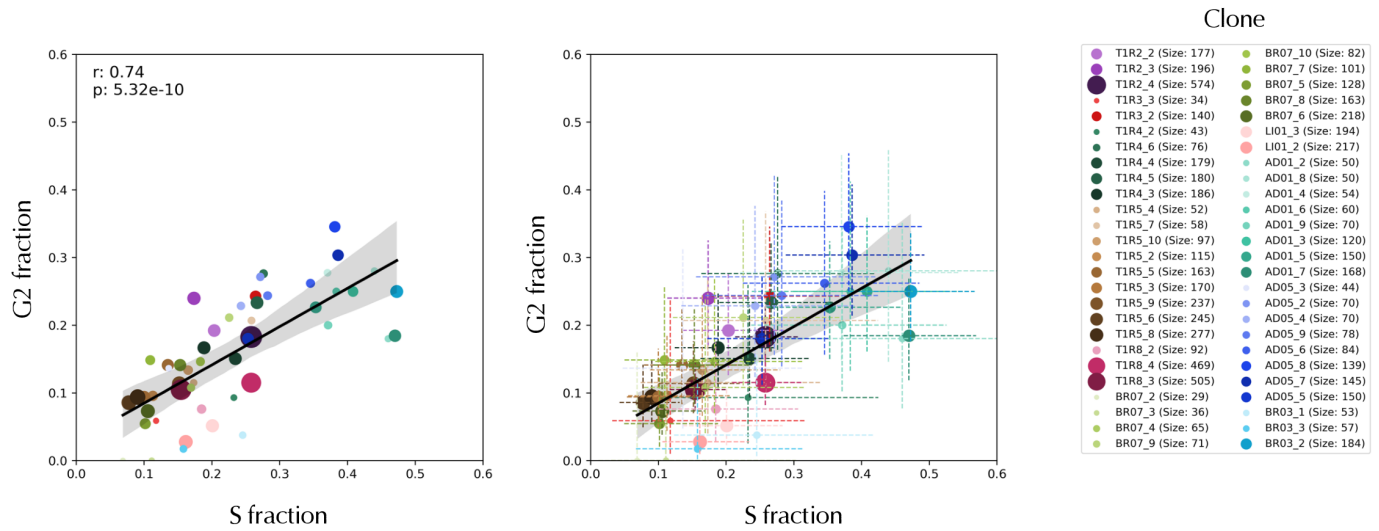 r: 0.74
p: 5.32e-10
0.6
0.5
0.4
0.3
0.2
0.1
0.0
G2 fraction
0.0 0.1 0.2 0.3 0.4 0.5 0.6
S fraction
0.6
0.5
0.4
0.3
0.2
0.1
0.0
G2 fraction
0.0 0.1 0.2 0.3 0.4 0.5 0.6
S fraction
Clone
T1R2_2 (Size: 177)
T1R2_3 (Size: 196)
T1R2_4 (Size: 574)
T1R3_3 (Size: 34)
T1R3_2 (Size: 140)
T1R4_2 (Size: 43)
T1R4_6 (Size: 76)
T1R4_4 (Size: 179)
T1R4_5 (Size: 180)
T1R4_3 (Size: 186)
T1R5_4 (Size: 52)
T1R5_7 (Size: 58)
T1R5_10 (Size: 97)
T1R5_2 (Size: 115)
T1R5_5 (Size: 163)
T1R5_3 (Size: 170)
T1R5_9 (Size: 237)
T1R5_6 (Size: 245)
T1R5_8 (Size: 277)
T1R8_2 (Size: 92)
T1R8_4 (Size: 469)
T1R8_3 (Size: 505)
BR07_2 (Size: 29)
BR07_3 (Size: 36)
BR07_4 (Size: 65)
BR07_9 (Size: 71)
BR07_10 (Size: 82)
BR07_7 (Size: 101)
BR07_5 (Size: 128)
BR07_8 (Size: 163)
BR07_6 (Size: 218)
LI01_3 (Size: 194)
LI01_2 (Size: 217)
AD01_2 (Size: 50)
AD01_8 (Size: 50)
AD01_4 (Size: 54)
AD01_6 (Size: 60)
AD01_9 (Size: 70)
AD01_3 (Size: 120)
AD01_5 (Size: 150)
AD01_7 (Size: 168)
AD05_3 (Size: 44)
AD05_2 (Size: 70)
AD05_4 (Size: 70)
AD05_9 (Size: 78)
AD05_6 (Size: 84)
AD05_8 (Size: 139)
AD05_7 (Size: 145)
AD05_5 (Size: 150)
BR03_1 (Size: 53)
BR03_3 (Size: 57)
BR03_2 (Size: 184)